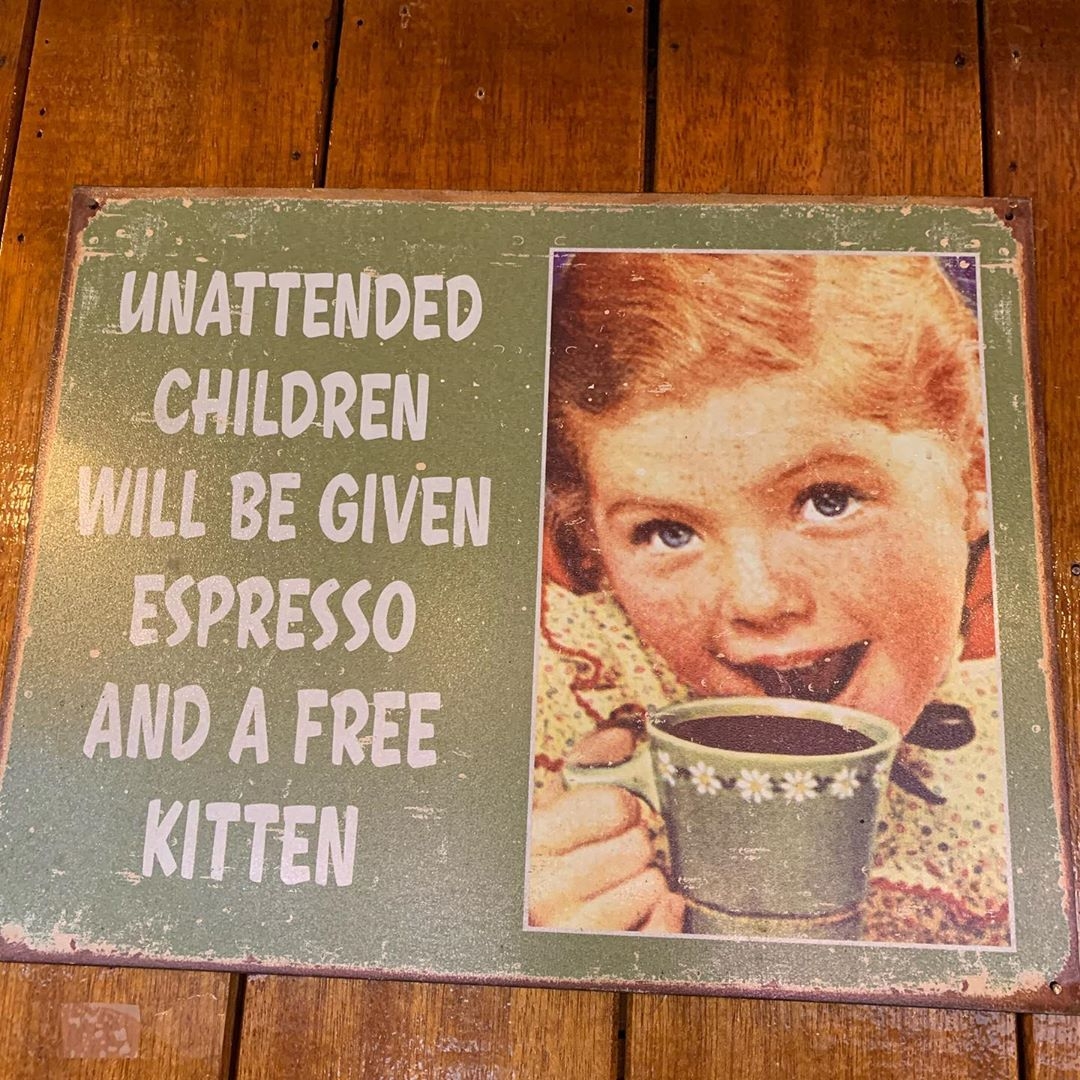 UNATTENDED
CHILDREN
WILL BE GIVEN
ESPRESSO
AND A FREE
KITTEN